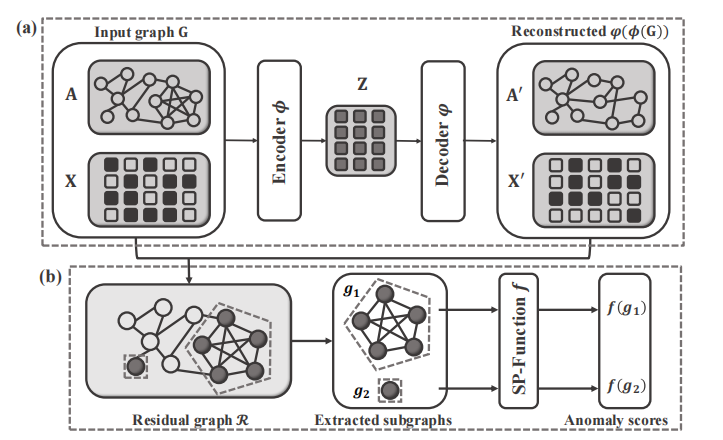 (a)
Input graph G
Reconstructed φ(ϕ(G))
A
X
Encoder ϕ
Z
Decoder φ
A′
X′
(b)
g₁
g₂
SP-Function f
f(g₁)
f(g₂)
Residual graph ℛ
Extracted subgraphs
Anomaly scores